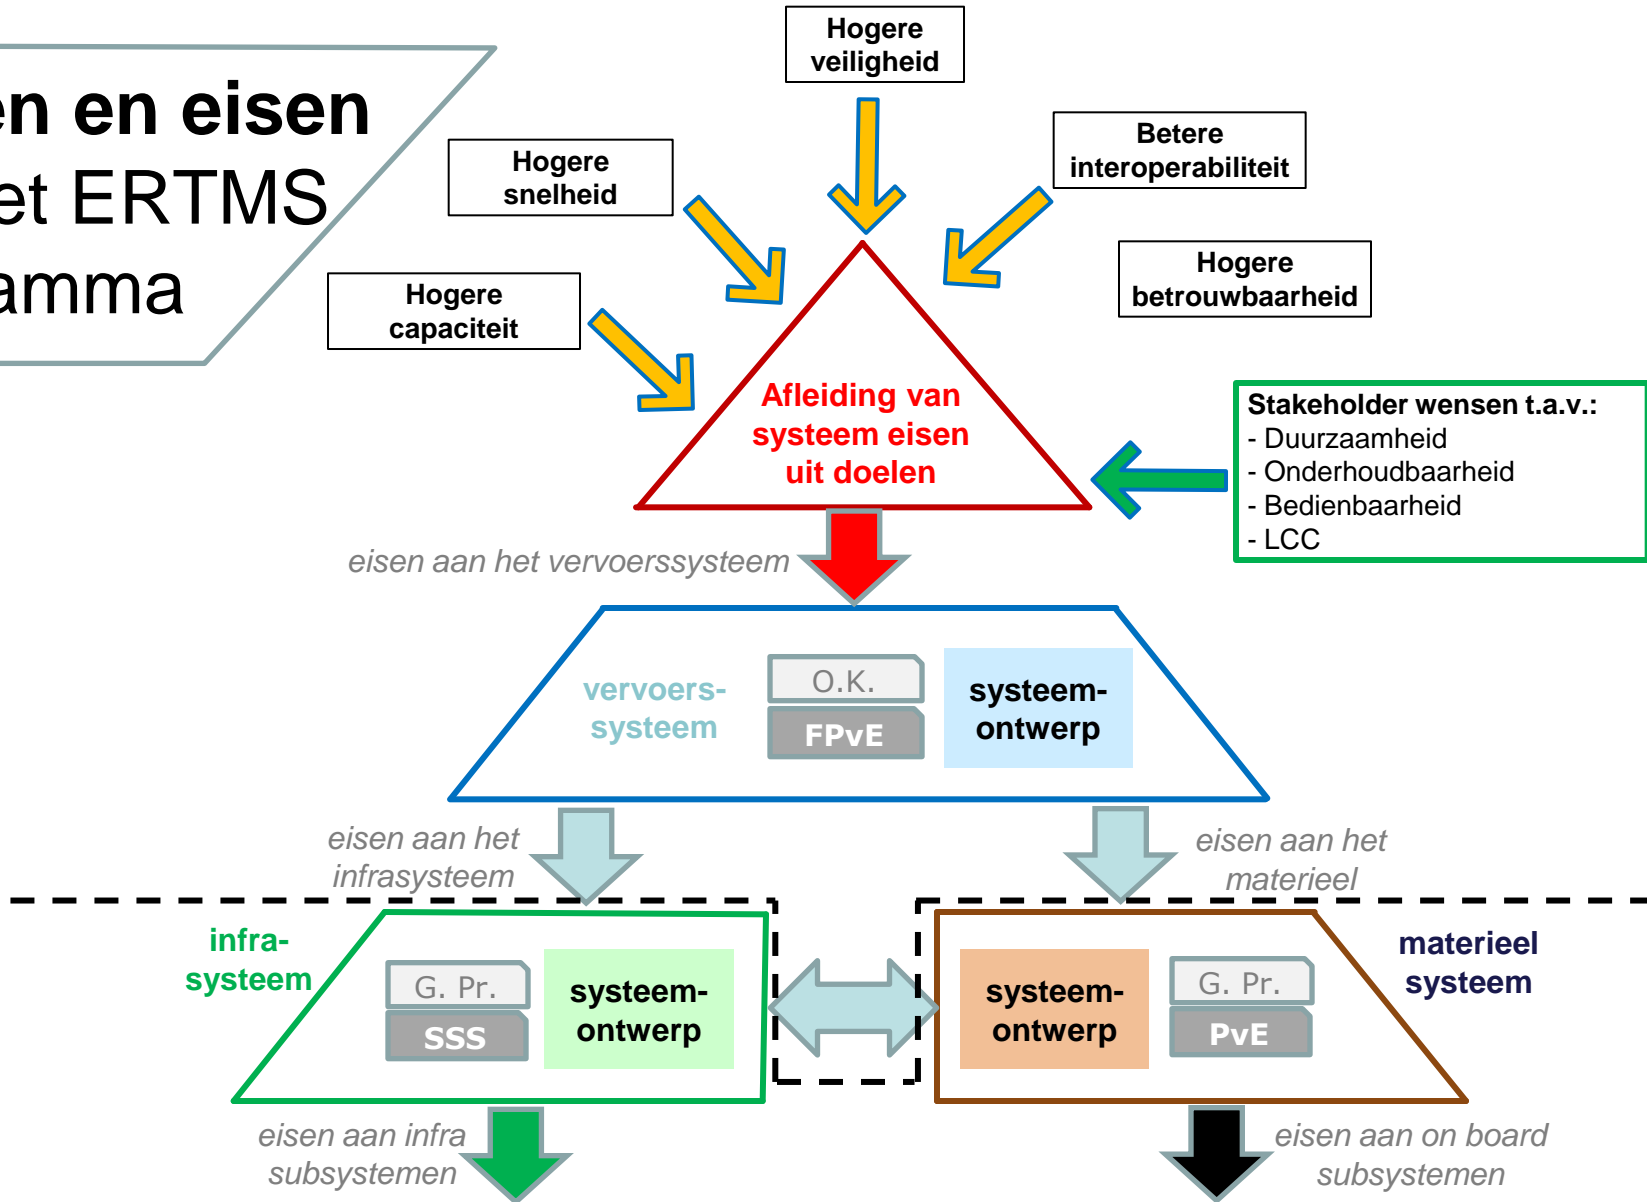 Hogere
veiligheid
en en eisen
et ERTMS
amma
Hogere
snelheid
Betere
interoperabiliteit
Hogere
capaciteit
Hogere
betrouwbaarheid
Afleiding van
systeem eisen
uit doelen
Stakeholder wensen t.a.v.:
- Duurzaamheid
- Onderhoudbaarheid
- Bedienbaarheid
- LCC
eisen aan het vervoerssysteem
vervoers-
systeem
O.K.
FPvE
systeem-
ontwerp
eisen aan het
infrasysteem
eisen aan het
materieel
infra-
systeem
G. Pr.
SSS
systeem-
ontwerp
systeem-
ontwerp
G. Pr.
PvE
materieel
systeem
eisen aan infra
subsystemen
eisen aan on board
subsystemen